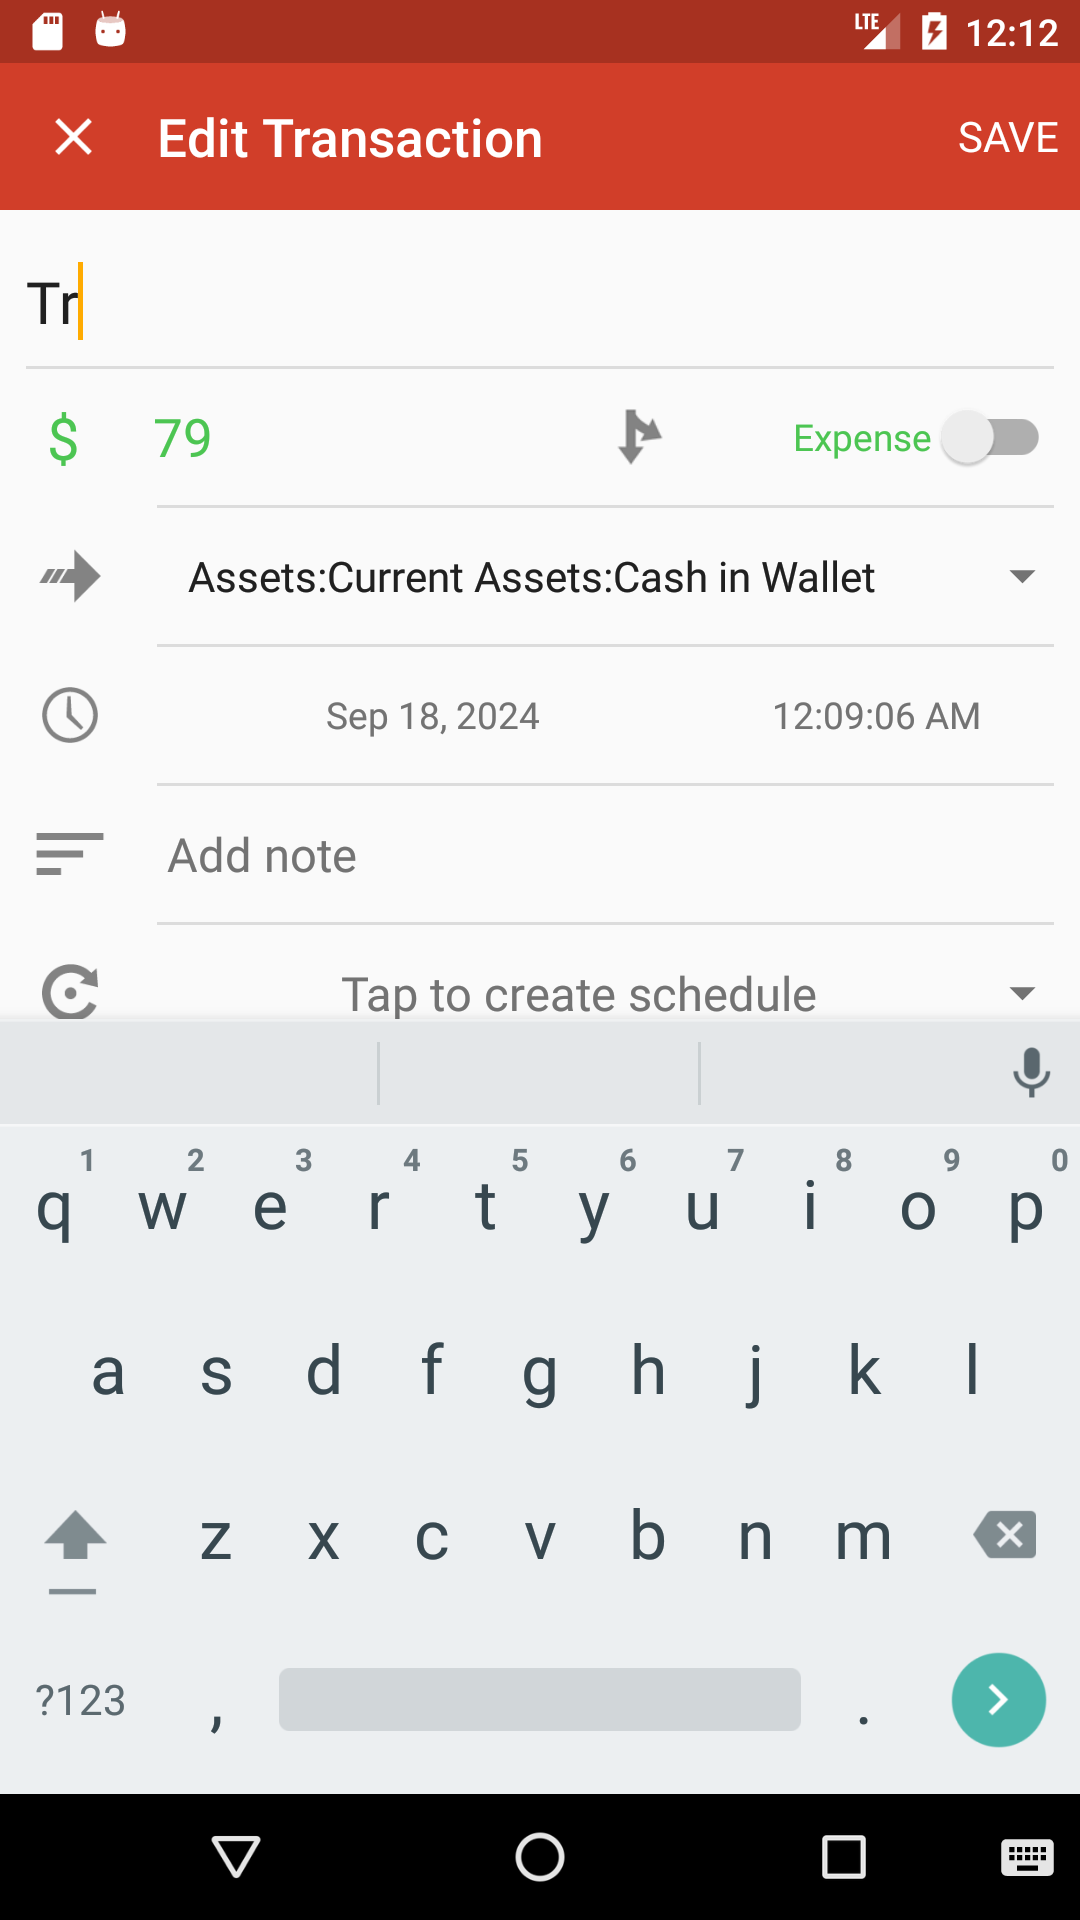 LTE 12:12
Edit Transaction SAVE
Tr
$ 79 Expense
Assets:Current Assets:Cash in Wallet
Sep 18, 2024 12:09:06 AM
Add note
Tap to create schedule
1 2 3 4 5 6 7 8 9 0
q w e r t y u i o p
a s d f g h j k l
z x c v b n m
?123 , .